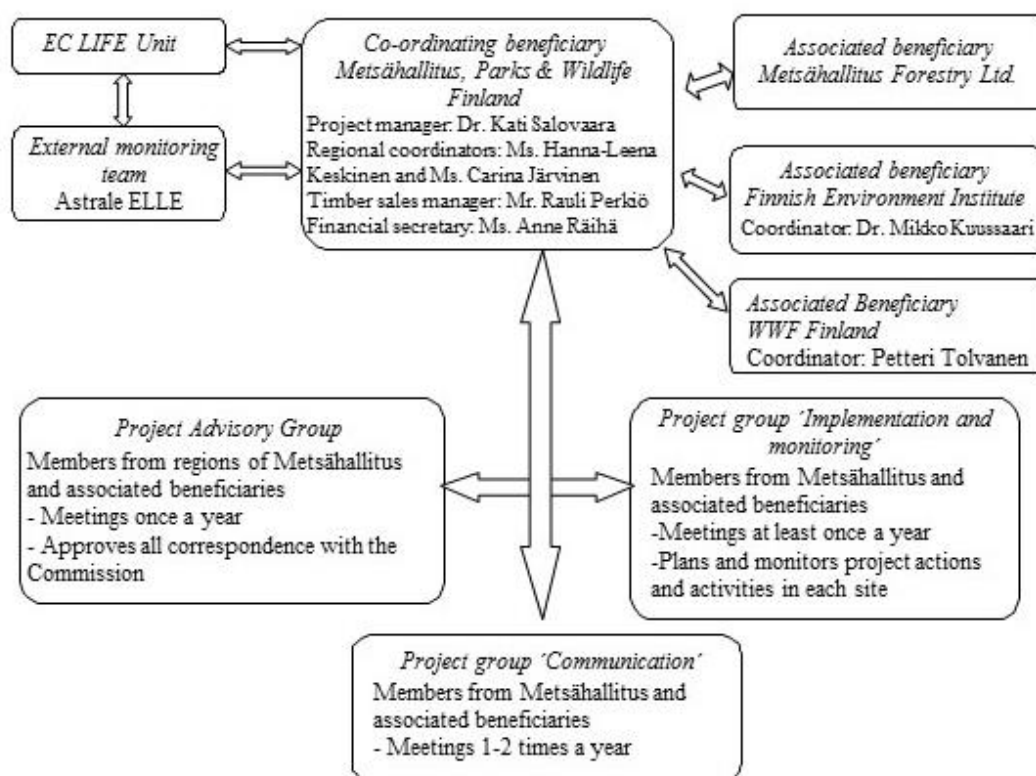 EC LIFE Unit
External monitoring
team
Astrale ELLE
Co-ordinating beneficiary
Metsähallitus, Parks & Wildlife
Finland
Project manager: Dr. Kati Salovaara
Regional coordinators: Ms. Hanna-Leena
Keskinen and Ms. Carina Järvinen
Timber sales manager: Mr. Rauli Perkiö
Financial secretary: Ms. Anne Räihä
Associated beneficiary
Metsähallitus Forestry Ltd.
Associated beneficiary
Finnish Environment Institute
Coordinator: Dr. Mikko Kuussaari
Associated Beneficiary
WWF Finland
Coordinator: Petteri Tolvanen
Project Advisory Group
Members from regions of Metsähallitus
and associated beneficiaries
- Meetings once a year
- Approves all correspondence with the
Commission
Project group ´Implementation and
monitoring´
Members from Metsähallitus and
associated beneficiaries
-Meetings at least once a year
-Plans and monitors project actions
and activities in each site
Project group ´Communication´
Members from Metsähallitus and
associated beneficiaries
- Meetings 1-2 times a year